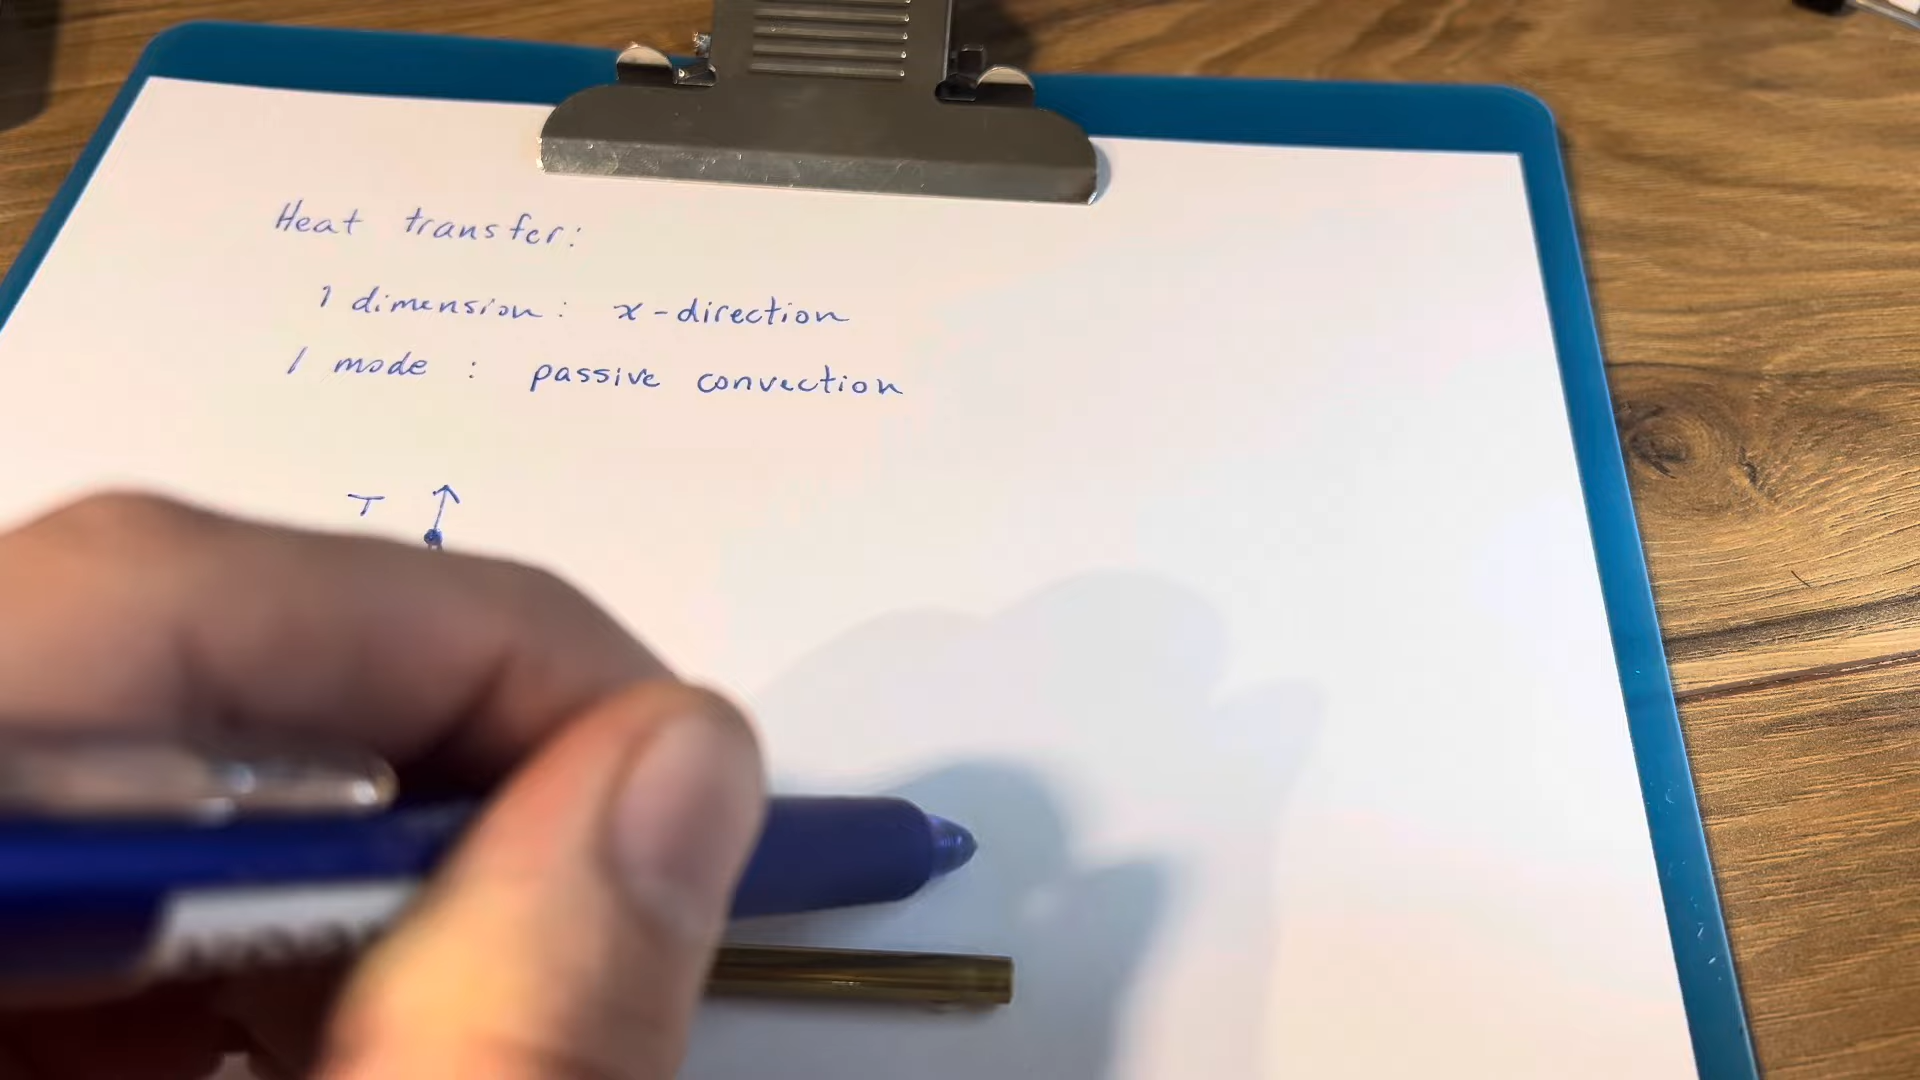 Heat transfer:
1 dimension: x-direction
1 mode : passive convection
T